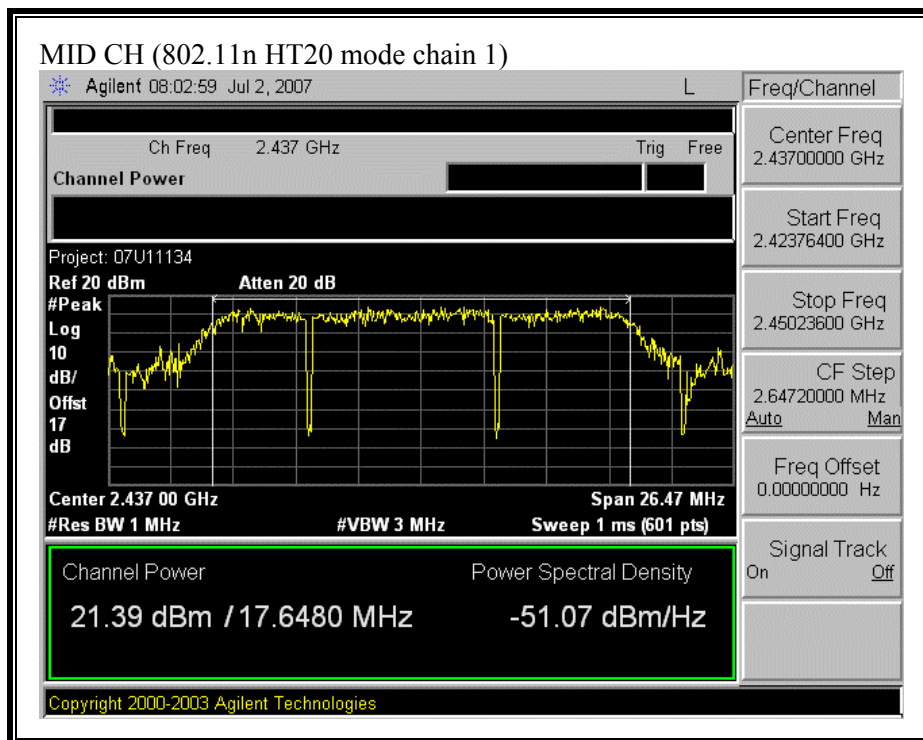 MID CH (802.11n HT20 mode chain 1)
Agilent 08:02:59 Jul 2, 2007 L
Freq/Channel
Ch Freq 2.437 GHz Trig Free
Channel Power
Center Freq
2.43700000 GHz
Start Freq
2.42376400 GHz
Stop Freq
2.45023600 GHz
CF Step
2.64720000 MHz
Auto Man
Freq Offset
0.00000000 Hz
Signal Track
On Off
Project: 07U11134
Ref 20 dBm Atten 20 dB
#Peak
Log
10
dB/
Offst
17
dB
Center 2.437 00 GHz Span 26.47 MHz
#Res BW 1 MHz #VBW 3 MHz Sweep 1 ms (601 pts)
Channel Power Power Spectral Density
21.39 dBm / 17.6480 MHz -51.07 dBm/Hz
Copyright 2000-2003 Agilent Technologies